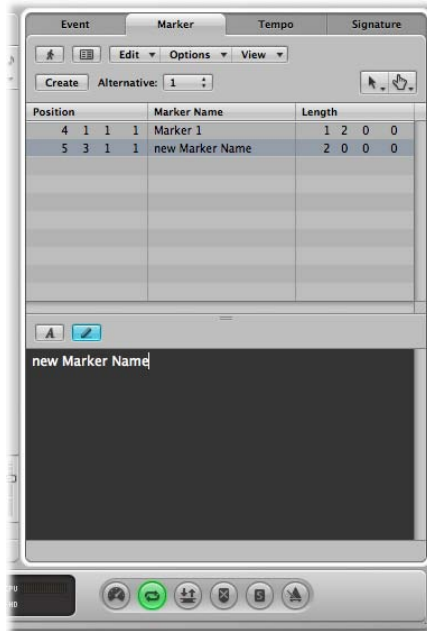 Event Marker Tempo Signature
Edit Options View
Create Alternative: 1
Position Marker Name Length
4 1 1 1 Marker 1 1 2 0 0
5 3 1 1 new Marker Name 2 0 0 0
A
new Marker Name
PU
HD
S